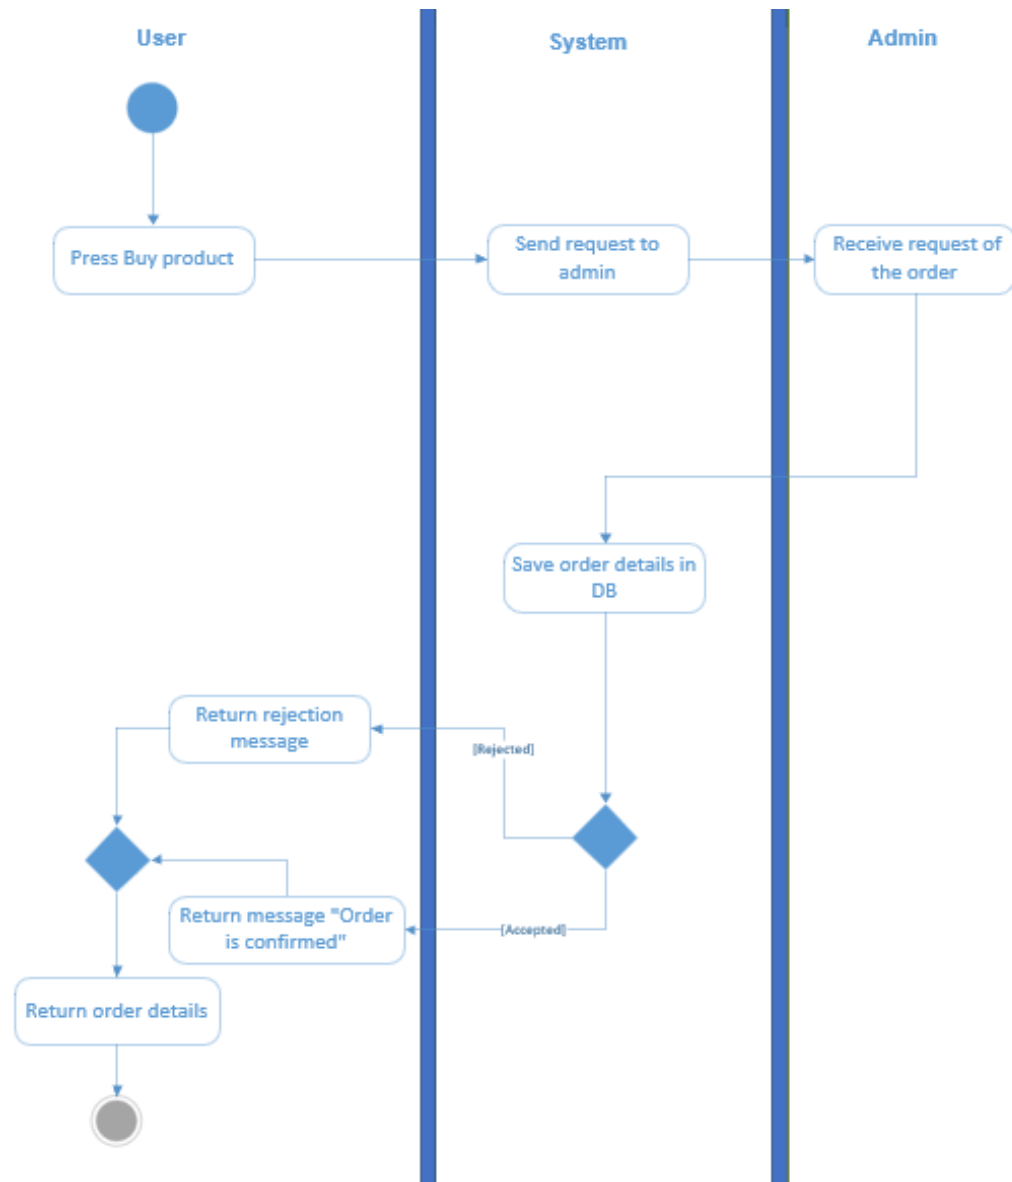 User
System
Admin
Press Buy product
Send request to
admin
Receive request of
the order
Save order details in
DB
Return rejection
message
[Rejected]
Return message "Order
is confirmed"
[Accepted]
Return order details